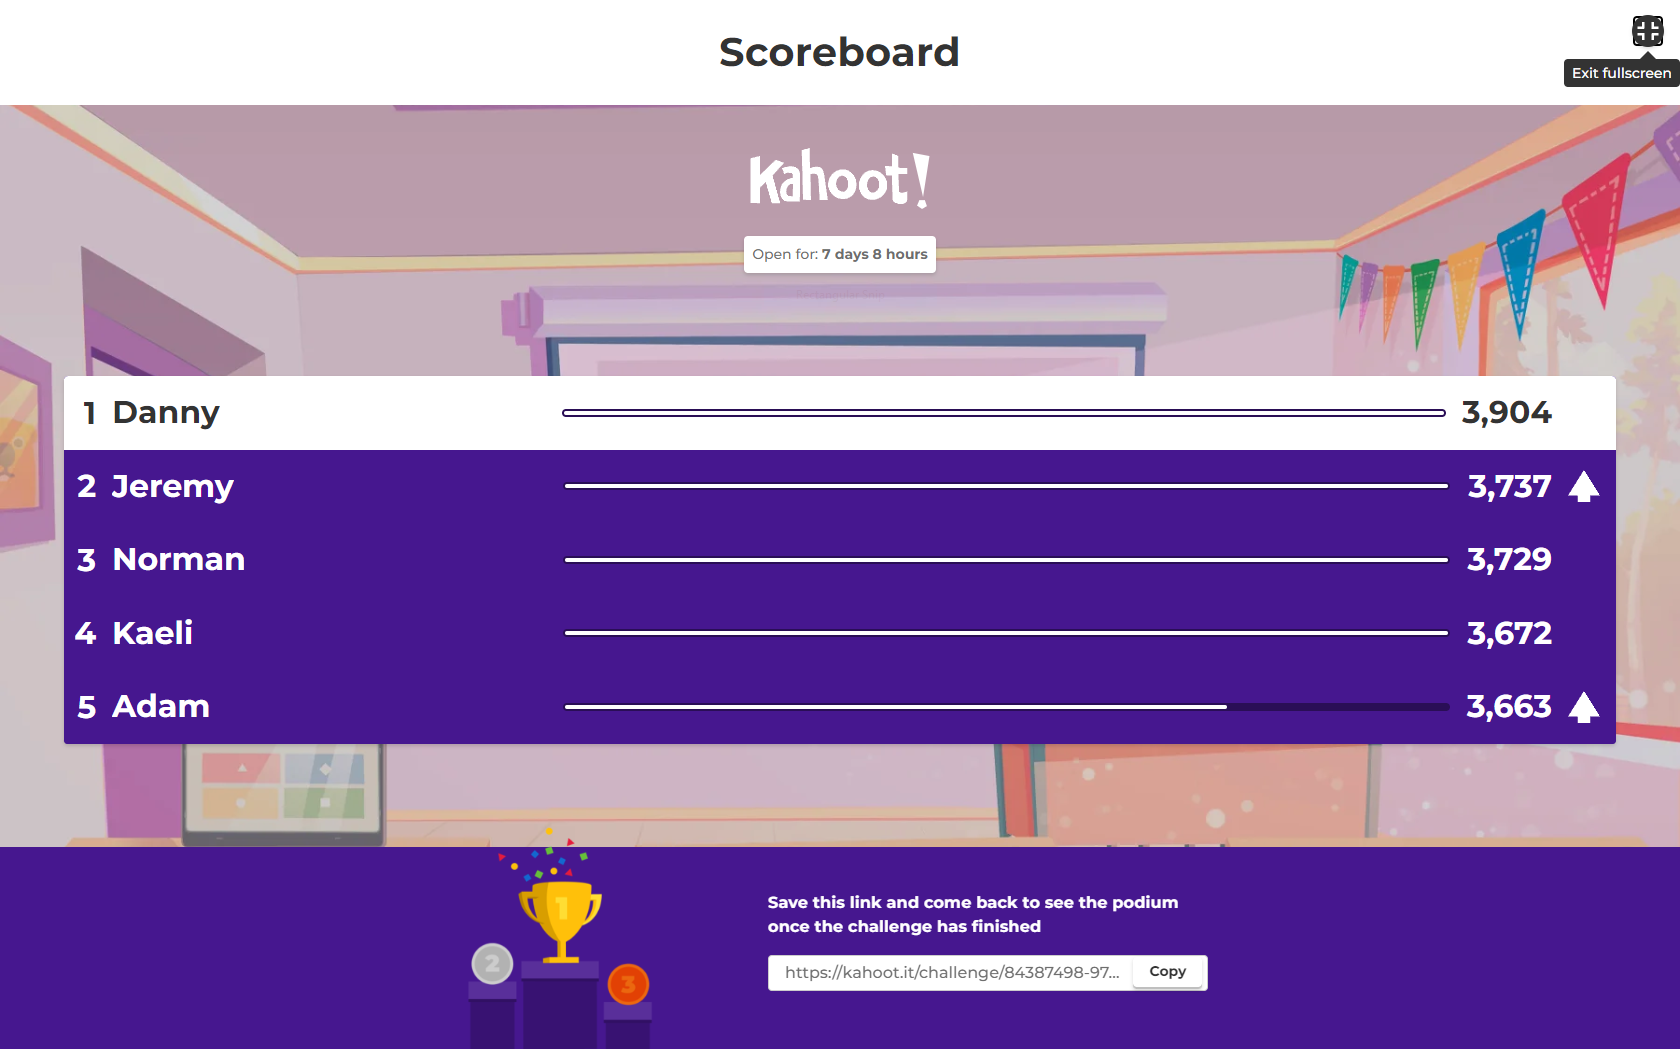 Scoreboard
Exit fullscreen
Kahoot!
Open for: 7 days 8 hours
1 Danny 3,904
2 Jeremy 3,737
3 Norman 3,729
4 Kaeli 3,672
5 Adam 3,663
1
2
3
Save this link and come back to see the podium
once the challenge has finished
https://kahoot.it/challenge/84387498-97... Copy